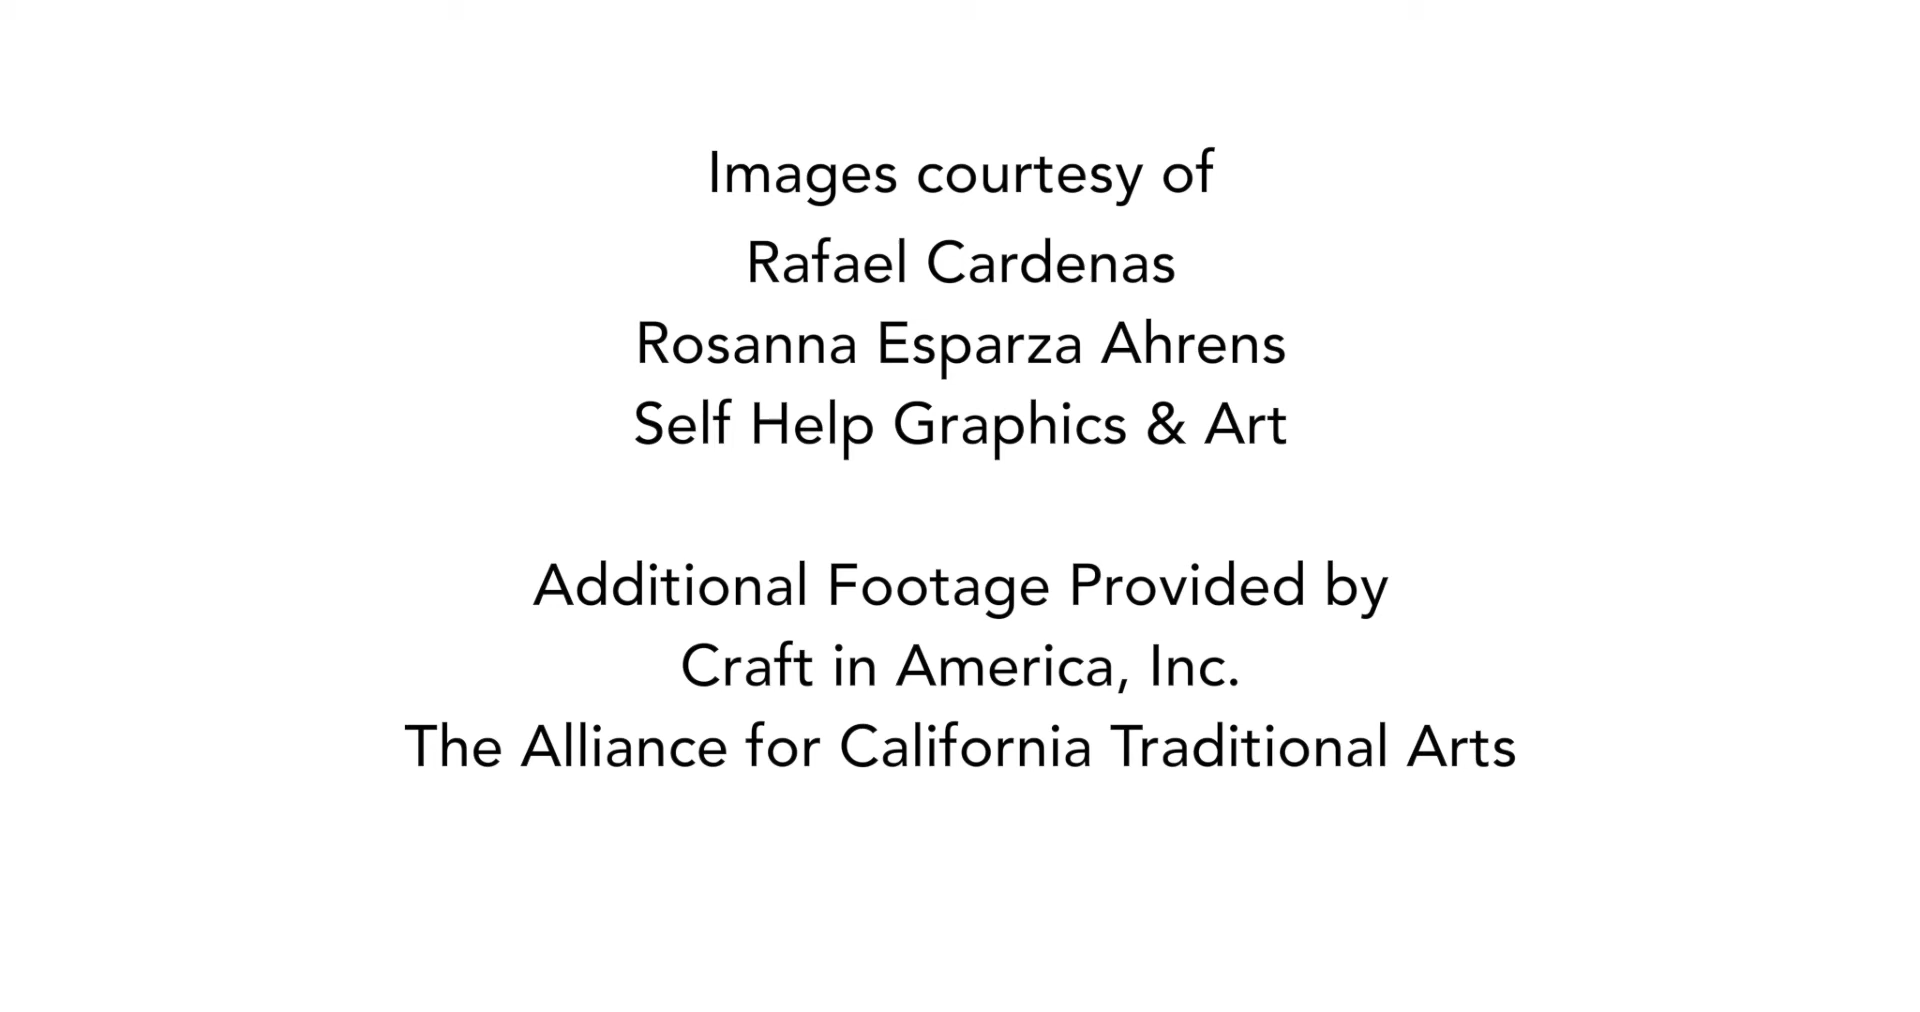 Images courtesy of
Rafael Cardenas
Rosanna Esparza Ahrens
Self Help Graphics & Art
Additional Footage Provided by
Craft in America, Inc.
The Alliance for California Traditional Arts